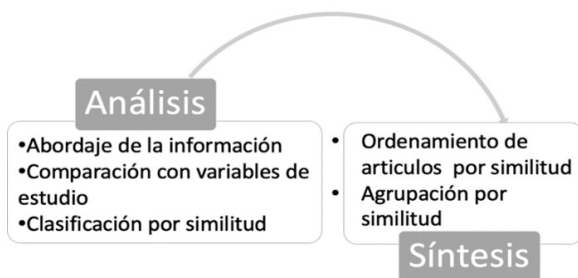 Análisis
•Abordaje de la información
•Comparación con variables de
estudio
•Clasificación por similitud
• Ordenamiento de
articulos por similitud
• Agrupación por
similitud
Síntesis